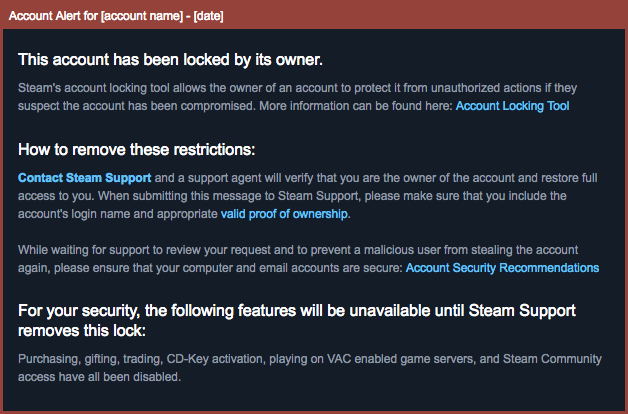 Account Alert for [account name] - [date]
This account has been locked by its owner.
Steam's account locking tool allows the owner of an account to protect it from unauthorized actions if they
suspect the account has been compromised. More information can be found here: Account Locking Tool
How to remove these restrictions:
Contact Steam Support and a support agent will verify that you are the owner of the account and restore full
access to you. When submitting this message to Steam Support, please make sure that you include the
account's login name and appropriate valid proof of ownership.
While waiting for support to review your request and to prevent a malicious user from stealing the account
again, please ensure that your computer and email accounts are secure: Account Security Recommendations
For your security, the following features will be unavailable until Steam Support
removes this lock:
Purchasing, gifting, trading, CD-Key activation, playing on VAC enabled game servers, and Steam Community
access have all been disabled.